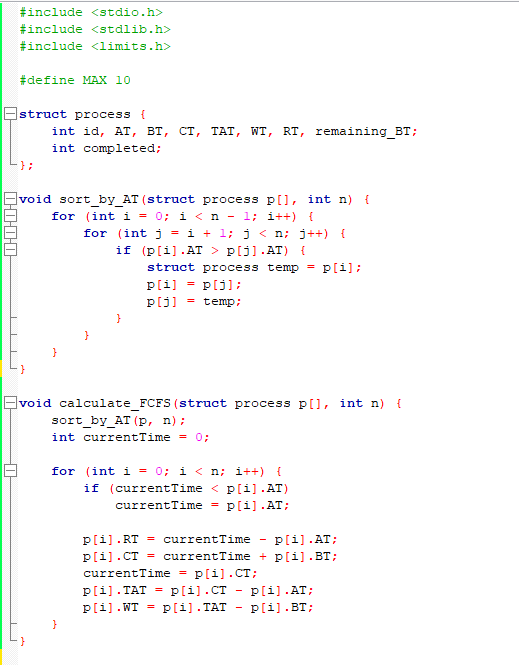 #include <stdio.h>
#include <stdlib.h>
#include <limits.h>

#define MAX 10

struct process {
    int id, AT, BT, CT, TAT, WT, RT, remaining_BT;
    int completed;
};

void sort_by_AT(struct process p[], int n) {
    for (int i = 0; i < n - 1; i++) {
        for (int j = i + 1; j < n; j++) {
            if (p[i].AT > p[j].AT) {
                struct process temp = p[i];
                p[i] = p[j];
                p[j] = temp;
            }
        }
    }
}

void calculate_FCFS(struct process p[], int n) {
    sort_by_AT(p, n);
    int currentTime = 0;

    for (int i = 0; i < n; i++) {
        if (currentTime < p[i].AT)
            currentTime = p[i].AT;

        p[i].RT = currentTime - p[i].AT;
        p[i].CT = currentTime + p[i].BT;
        currentTime = p[i].CT;
        p[i].TAT = p[i].CT - p[i].AT;
        p[i].WT = p[i].TAT - p[i].BT;
    }
}